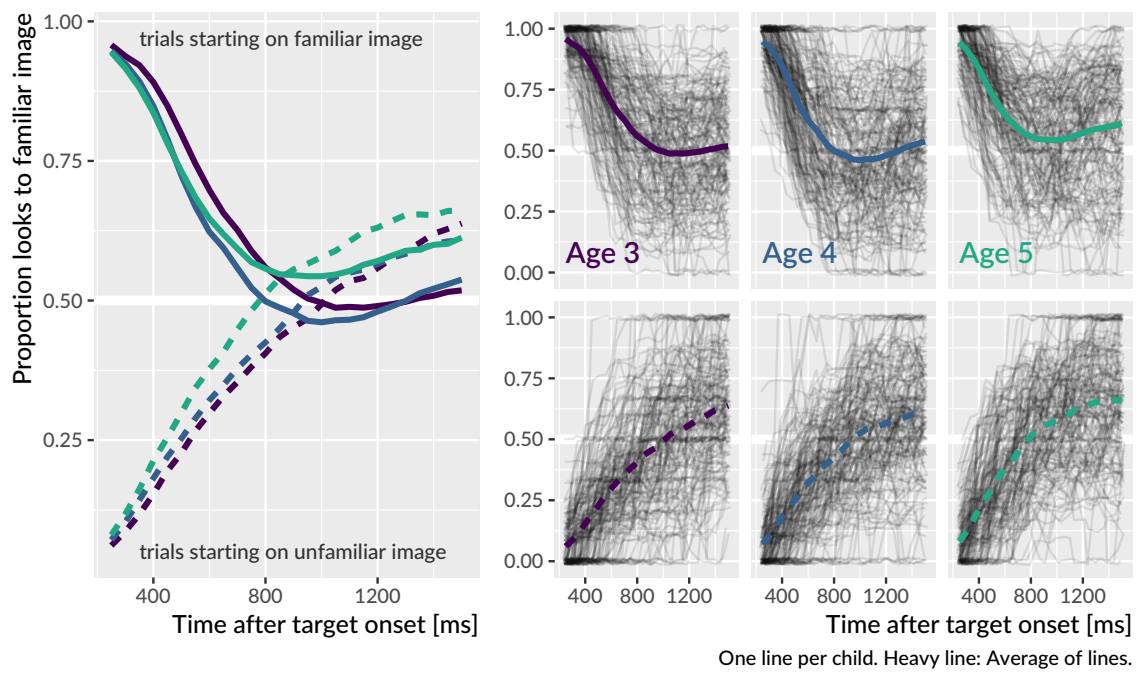 Proportion looks to familiar image
1.00
0.75
0.50
0.25
trials starting on familiar image
trials starting on unfamiliar image
400 800 1200
Time after target onset [ms]
1.00
0.75
0.50
0.25
0.00
Age 3 Age 4 Age 5
1.00
0.75
0.50
0.25
0.00
400 800 1200 400 800 1200 400 800 1200
Time after target onset [ms]
One line per child. Heavy line: Average of lines.